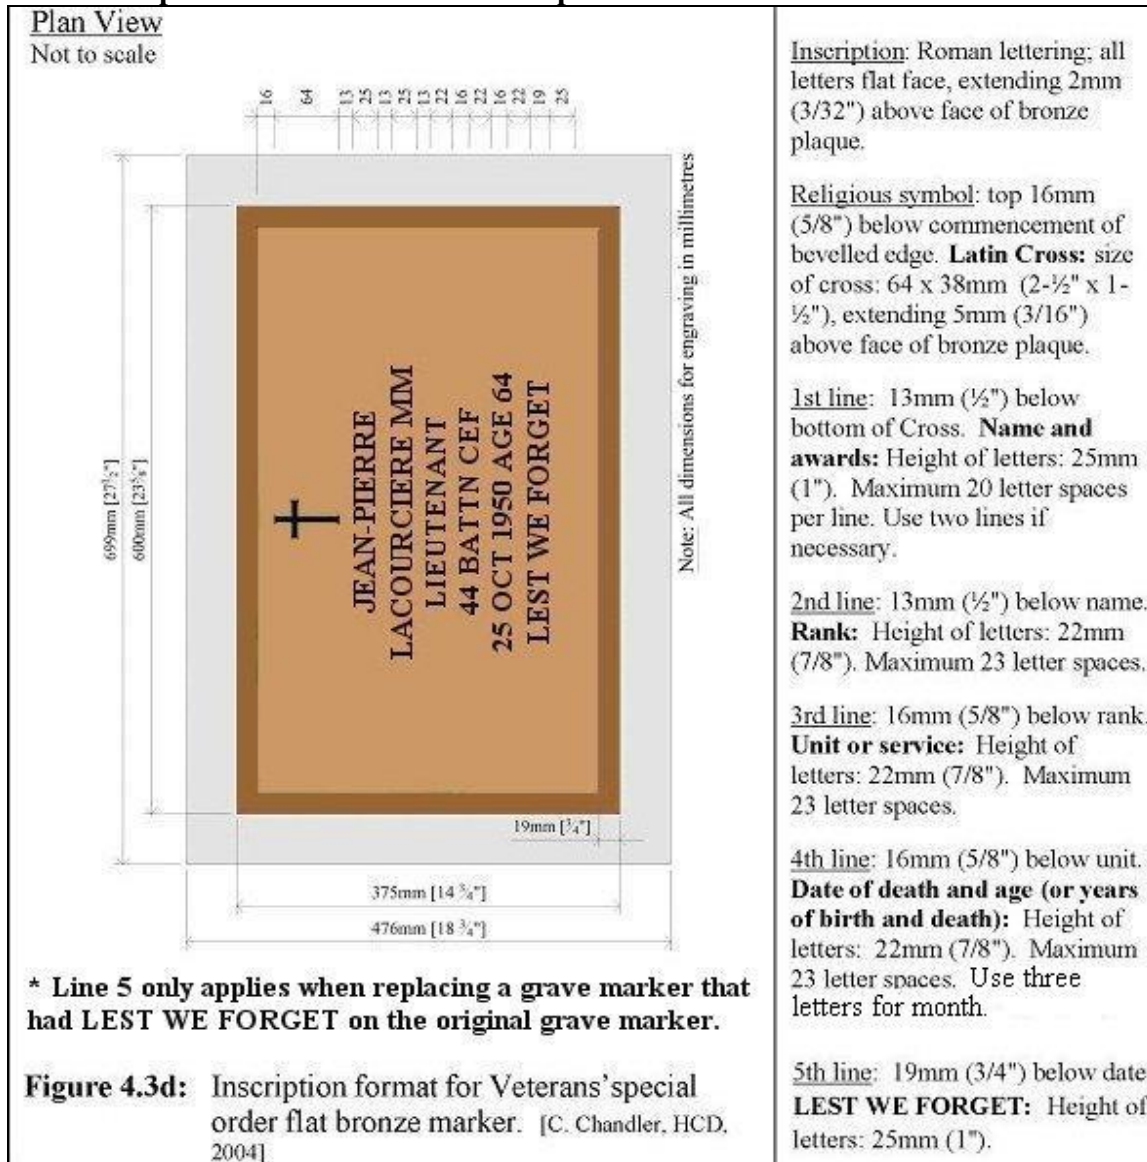 Plan View
Not to scale
16 64 13 25 13 25 13 22 16 22 16 22 19 25
699mm [27½"]
600mm [23⅝"]
JEAN-PIERRE
LACOURCIERE MM
LIEUTENANT
44 BATTN CEF
25 OCT 1950 AGE 64
LEST WE FORGET
Note: All dimensions for engraving in millimetres
19mm [¾"]
375mm [14 ¾"]
476mm [18 ¾"]
* Line 5 only applies when replacing a grave marker that
had LEST WE FORGET on the original grave marker.
Figure 4.3d: Inscription format for Veterans'special
order flat bronze marker. [C. Chandler, HCD,
2004]
Inscription: Roman lettering; all
letters flat face, extending 2mm
(3/32") above face of bronze
plaque.
Religious symbol: top 16mm
(5/8") below commencement of
bevelled edge. Latin Cross: size
of cross: 64 x 38mm (2-½" x 1-
½"), extending 5mm (3/16")
above face of bronze plaque.
1st line: 13mm (½") below
bottom of Cross. Name and
awards: Height of letters: 25mm
(1"). Maximum 20 letter spaces
per line. Use two lines if
necessary.
2nd line: 13mm (½") below name.
Rank: Height of letters: 22mm
(7/8"). Maximum 23 letter spaces.
3rd line: 16mm (5/8") below rank.
Unit or service: Height of
letters: 22mm (7/8"). Maximum
23 letter spaces.
4th line: 16mm (5/8") below unit.
Date of death and age (or years
of birth and death): Height of
letters: 22mm (7/8"). Maximum
23 letter spaces. Use three
letters for month.
5th line: 19mm (3/4") below date
LEST WE FORGET: Height of
letters: 25mm (1").